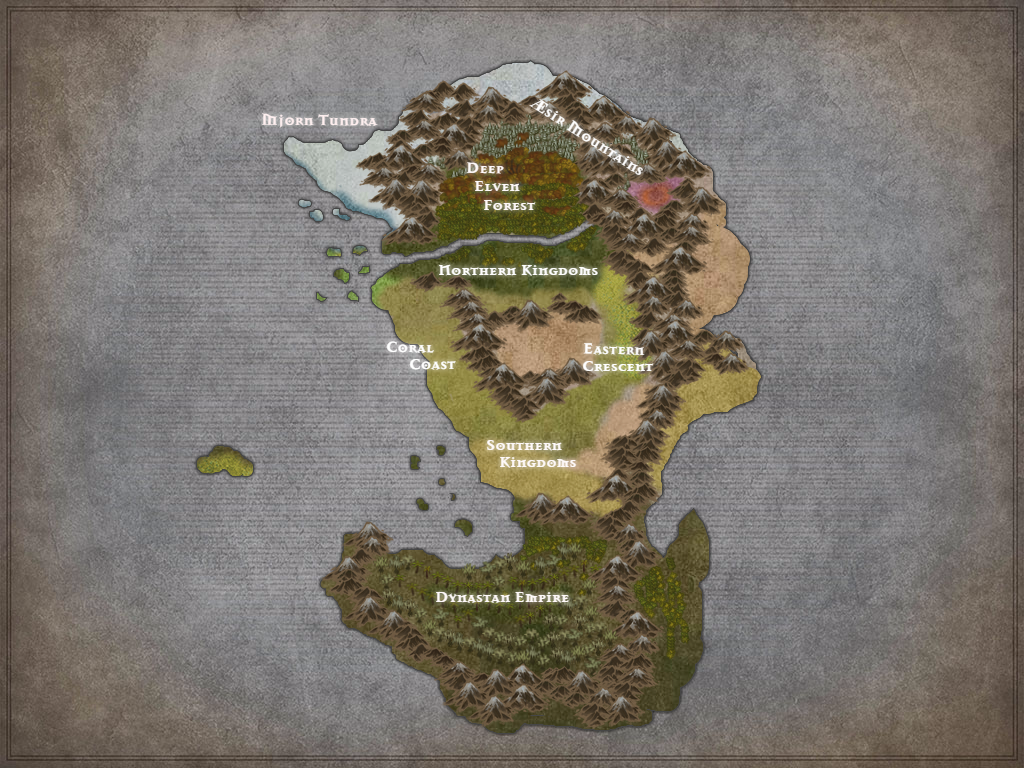 Mjorn Tundra
Æsir Mountains
Deep
Elven
Forest
Northern Kingdoms
Coral
Coast
Eastern
Crescent
Southern
Kingdoms
Dynastan Empire